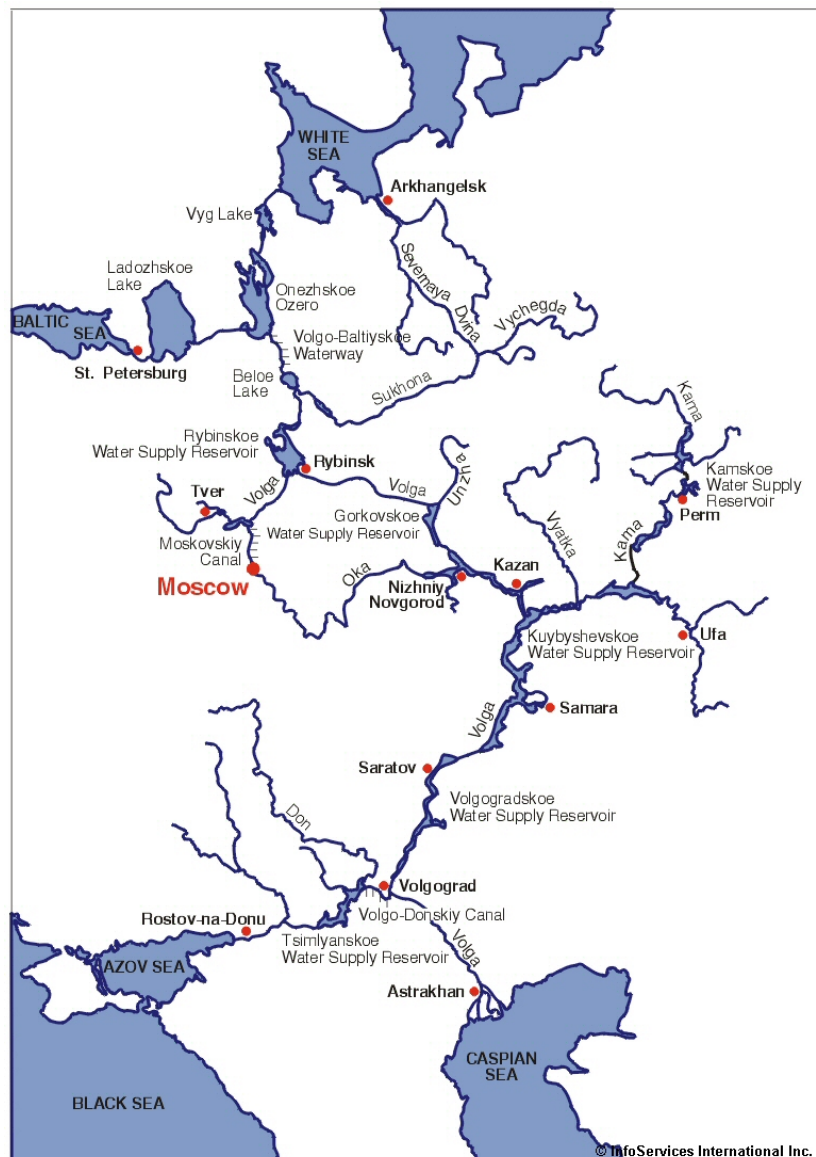 WHITE
SEA
Arkhangelsk
Vyg Lake
Ladozhskoe
Lake
Onezhskoe
Ozero
Severnaya Dvina
Vychegda
BALTIC SEA
St. Petersburg
Volgo-Baltiyskoe
Waterway
Beloe
Lake
Sukhona
Kama
Rybinskoe
Water Supply Reservoir
Rybinsk
Volga
Volga
Unzha
Kamskoe
Water Supply
Reservoir
Perm
Tver
Gorkovskoe
Water Supply Reservoir
Vyatka
Kama
Moskovskiy
Canal
Moscow
Oka
Nizhniy
Novgorod
Kazan
Kuybyshevskoe
Water Supply Reservoir
Ufa
Samara
Volga
Saratov
Volgogradskoe
Water Supply Reservoir
Don
Volgograd
Volgo-Donskiy Canal
Rostov-na-Donu
Tsimlyanskoe
Water Supply Reservoir
Volga
AZOV SEA
Astrakhan
CASPIAN
SEA
BLACK SEA
© InfoServices International Inc.